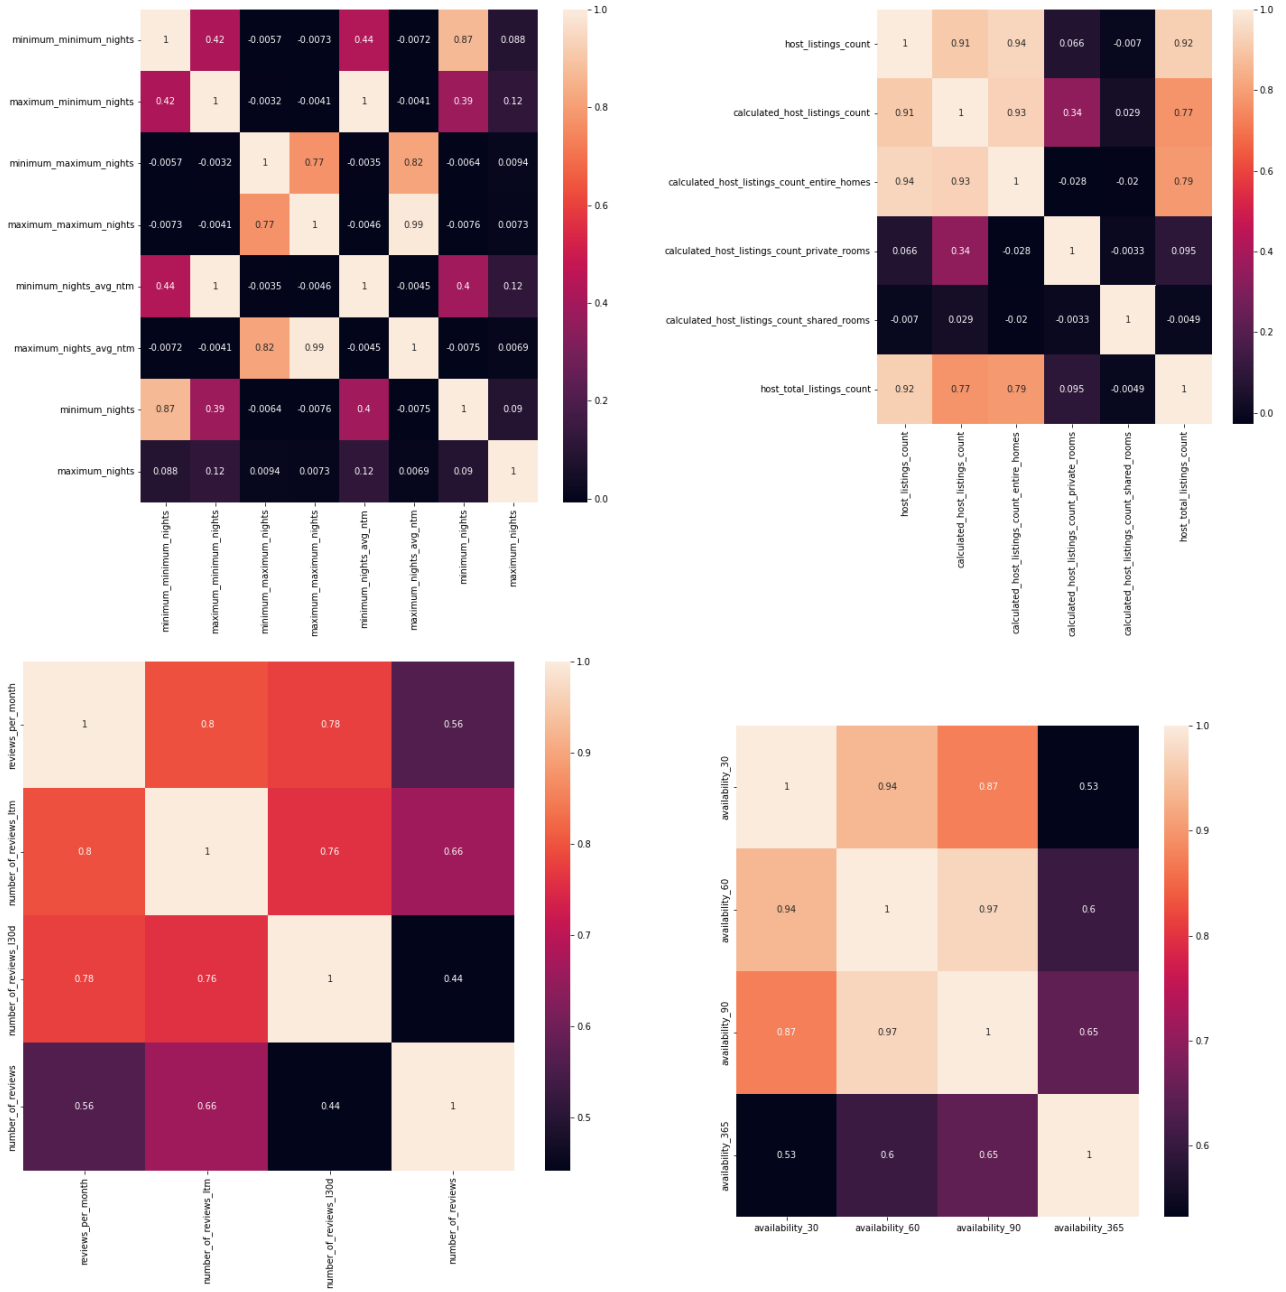 minimum_minimum_nights 1 0.42 -0.0057 -0.0073 0.44 -0.0072 0.87 0.088
maximum_minimum_nights 0.42 1 -0.0032 -0.0041 1 -0.0041 0.39 0.12
minimum_maximum_nights -0.0057 -0.0032 1 0.77 -0.0035 0.82 -0.0064 0.0094
maximum_maximum_nights -0.0073 -0.0041 0.77 1 -0.0046 0.99 -0.0076 0.0073
minimum_nights_avg_ntm 0.44 1 -0.0035 -0.0046 1 -0.0045 0.4 0.12
maximum_nights_avg_ntm -0.0072 -0.0041 0.82 0.99 -0.0045 1 -0.0075 0.0069
minimum_nights 0.87 0.39 -0.0064 -0.0076 0.4 -0.0075 1 0.09
maximum_nights 0.088 0.12 0.0094 0.0073 0.12 0.0069 0.09 1
minimum_minimum_nights
maximum_minimum_nights
minimum_maximum_nights
maximum_maximum_nights
minimum_nights_avg_ntm
maximum_nights_avg_ntm
minimum_nights
maximum_nights
1.0
0.8
0.6
0.4
0.2
0.0
host_listings_count 1 0.91 0.94 0.066 -0.007 0.92
calculated_host_listings_count 0.91 1 0.93 0.34 0.029 0.77
calculated_host_listings_count_entire_homes 0.94 0.93 1 -0.028 -0.02 0.79
calculated_host_listings_count_private_rooms 0.066 0.34 -0.028 1 -0.0033 0.095
calculated_host_listings_count_shared_rooms -0.007 0.029 -0.02 -0.0033 1 -0.0049
host_total_listings_count 0.92 0.77 0.79 0.095 -0.0049 1
host_listings_count
calculated_host_listings_count
calculated_host_listings_count_entire_homes
calculated_host_listings_count_private_rooms
calculated_host_listings_count_shared_rooms
host_total_listings_count
1.0
0.8
0.6
0.4
0.2
0.0
reviews_per_month 1 0.8 0.78 0.56
number_of_reviews_ltm 0.8 1 0.76 0.66
number_of_reviews_l30d 0.78 0.76 1 0.44
number_of_reviews 0.56 0.66 0.44 1
reviews_per_month
number_of_reviews_ltm
number_of_reviews_l30d
number_of_reviews
1.0
0.9
0.8
0.7
0.6
0.5
availability_30 1 0.94 0.87 0.53
availability_60 0.94 1 0.97 0.6
availability_90 0.87 0.97 1 0.65
availability_365 0.53 0.6 0.65 1
availability_30 availability_60 availability_90 availability_365
1.0
0.9
0.8
0.7
0.6